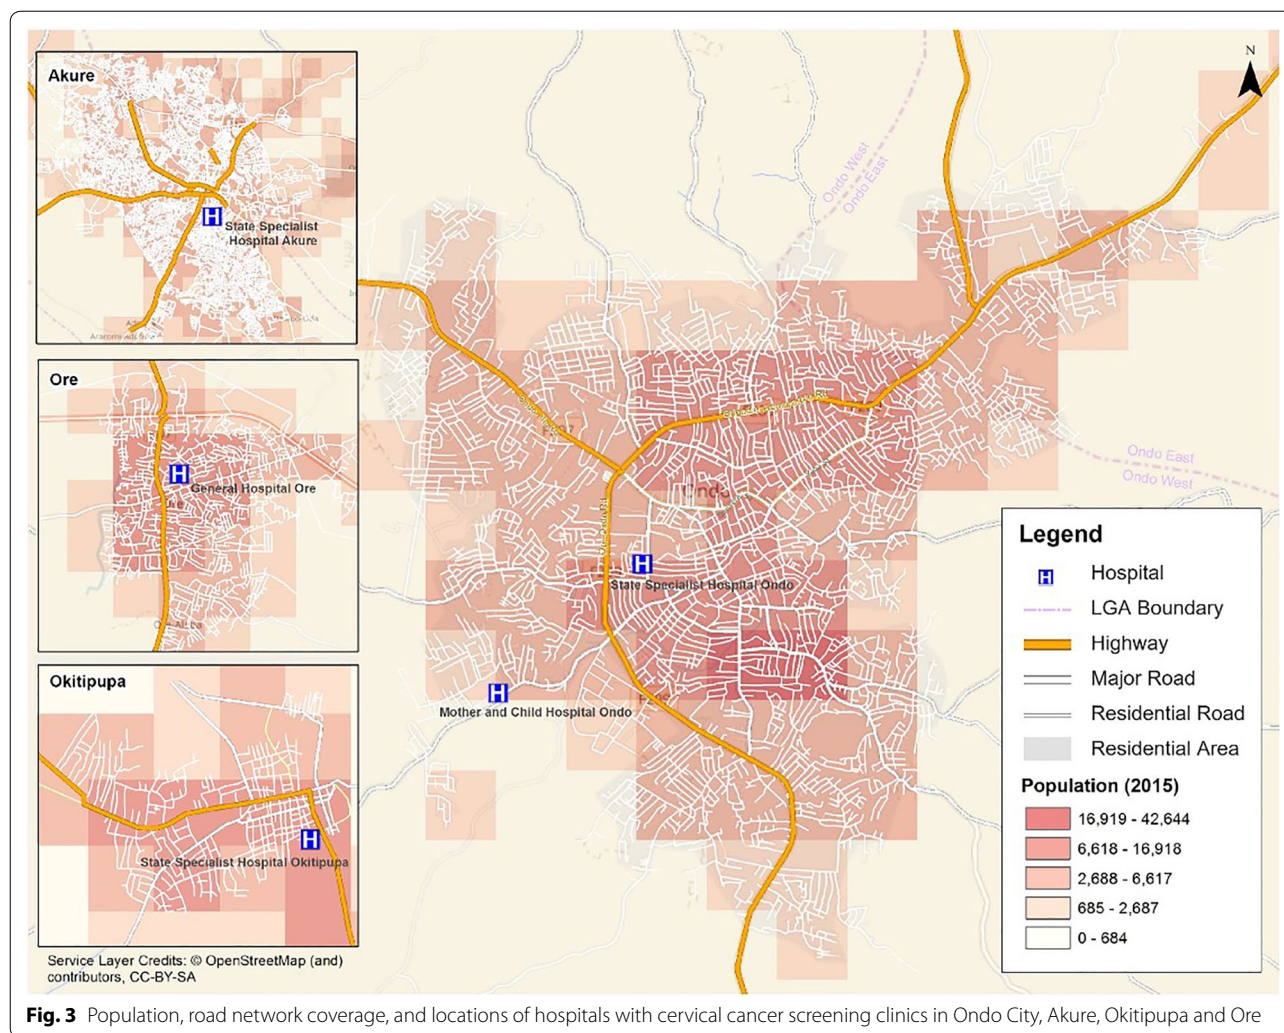 Akure
State Specialist
Hospital Akure
Ore
General Hospital Ore
Okitipupa
State Specialist Hospital Okitipupa
Service Layer Credits: © OpenStreetMap (and)
contributors, CC-BY-SA
N
Ondo West
Ondo East
Ondo East
Ondo West
Ondo
State Specialist Hospital Ondo
Mother and Child Hospital Ondo
Legend
Hospital
LGA Boundary
Highway
Major Road
Residential Road
Residential Area
Population (2015)
16,919 - 42,644
6,618 - 16,918
2,688 - 6,617
685 - 2,687
0 - 684
Fig. 3 Population, road network coverage, and locations of hospitals with cervical cancer screening clinics in Ondo City, Akure, Okitipupa and Ore